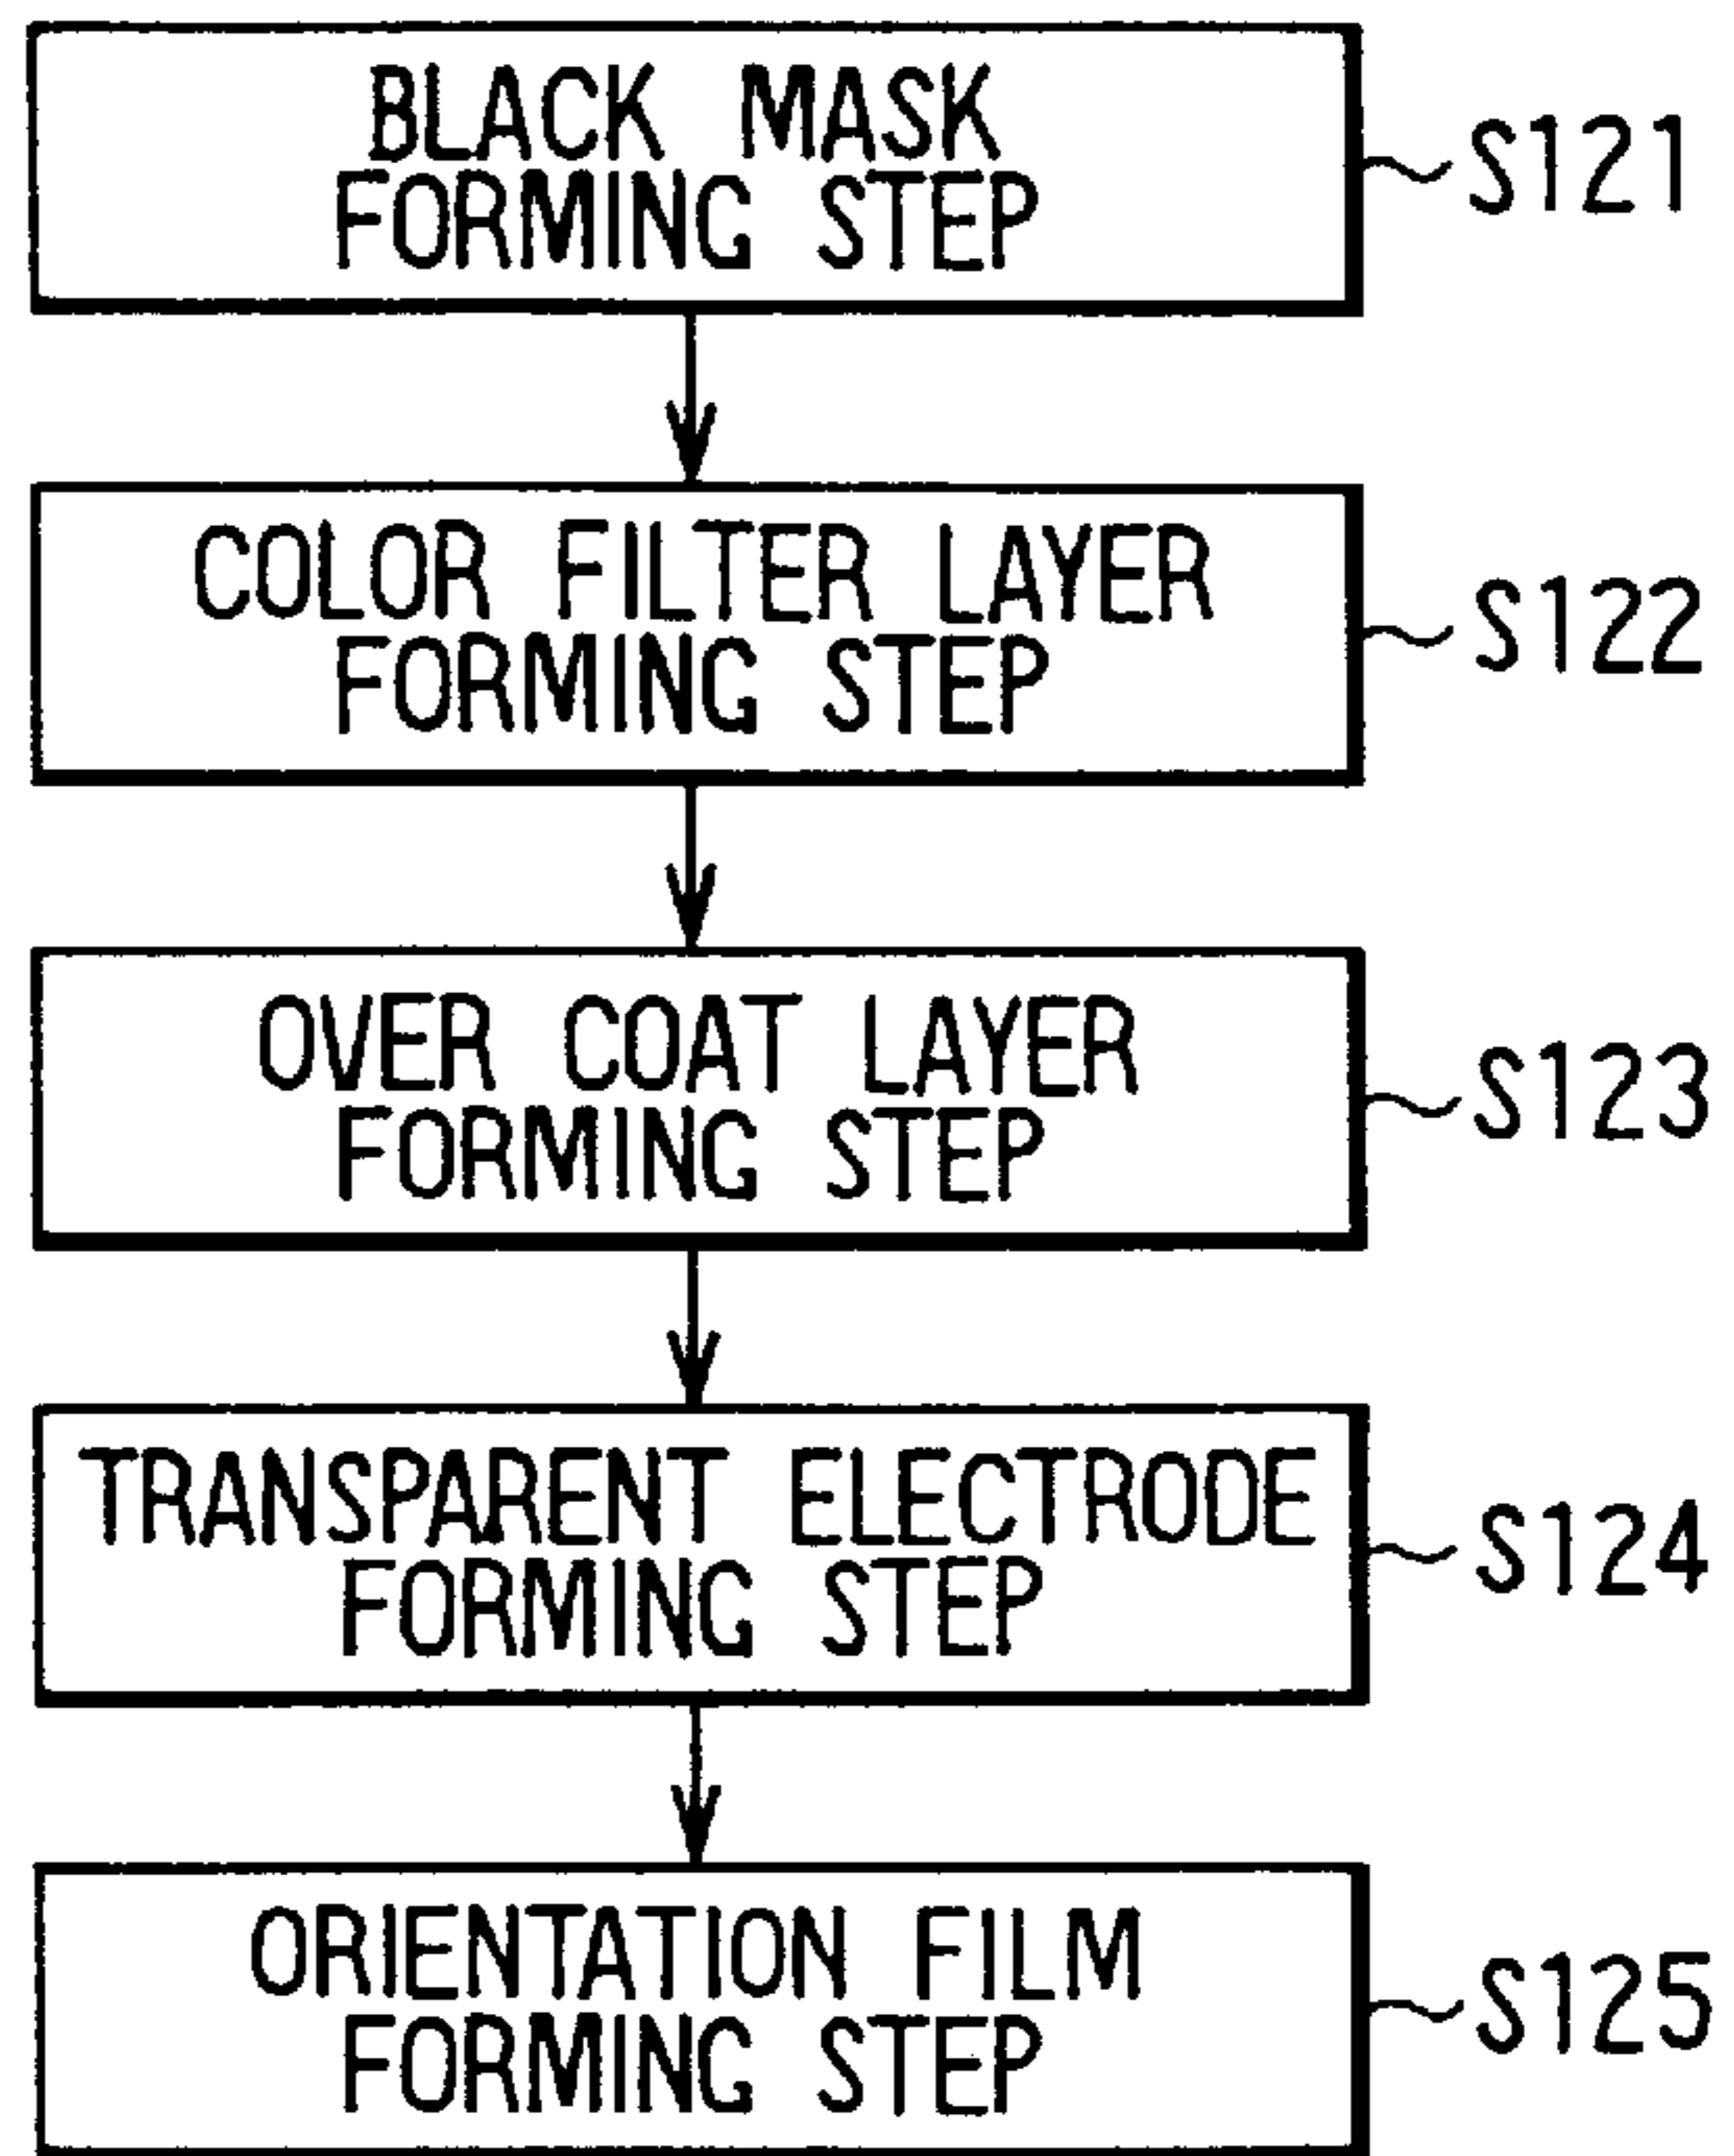 BLACK MASK
FORMING STEP
S121
COLOR FILTER LAYER
FORMING STEP
S122
OVER COAT LAYER
FORMING STEP
S123
TRANSPARENT ELECTRODE
FORMING STEP
S124
ORIENTATION FILM
FORMING STEP
S125